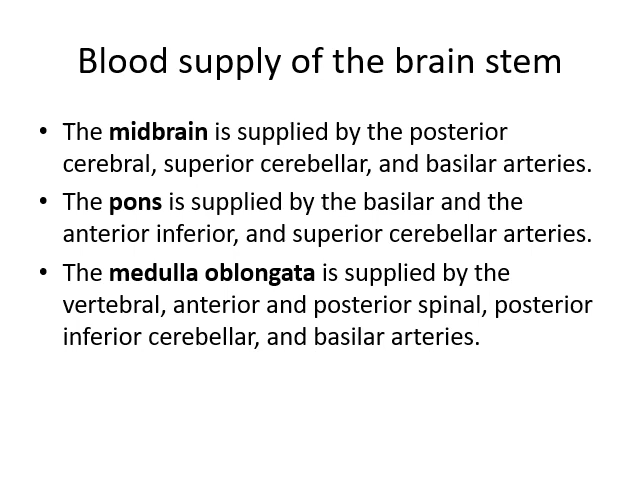 Blood supply of the brain stem
• The midbrain is supplied by the posterior
cerebral, superior cerebellar, and basilar arteries.
• The pons is supplied by the basilar and the
anterior inferior, and superior cerebellar arteries.
• The medulla oblongata is supplied by the
vertebral, anterior and posterior spinal, posterior
inferior cerebellar, and basilar arteries.